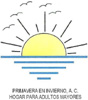 PRIMAVERA EN INVIERNO, A. C.
HOGAR PARA ADULTOS MAYORES